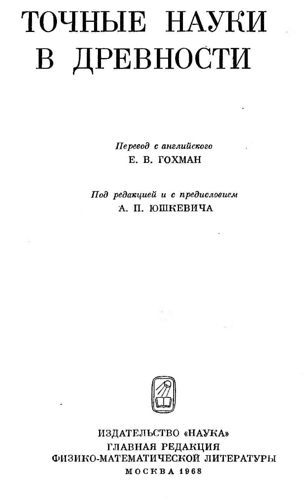 ТОЧНЫЕ НАУКИ
В ДРЕВНОСТИ
Перевод с английского
Е. В. ГОХМАН
Под редакцией и с предисловием
А. П. ЮШКЕВИЧА
ИЗДАТЕЛЬСТВО «НАУКА»
ГЛАВНАЯ РЕДАКЦИЯ
ФИЗИКО-МАТЕМАТИЧЕСКОЙ ЛИТЕРАТУРЫ
МОСКВА 1968